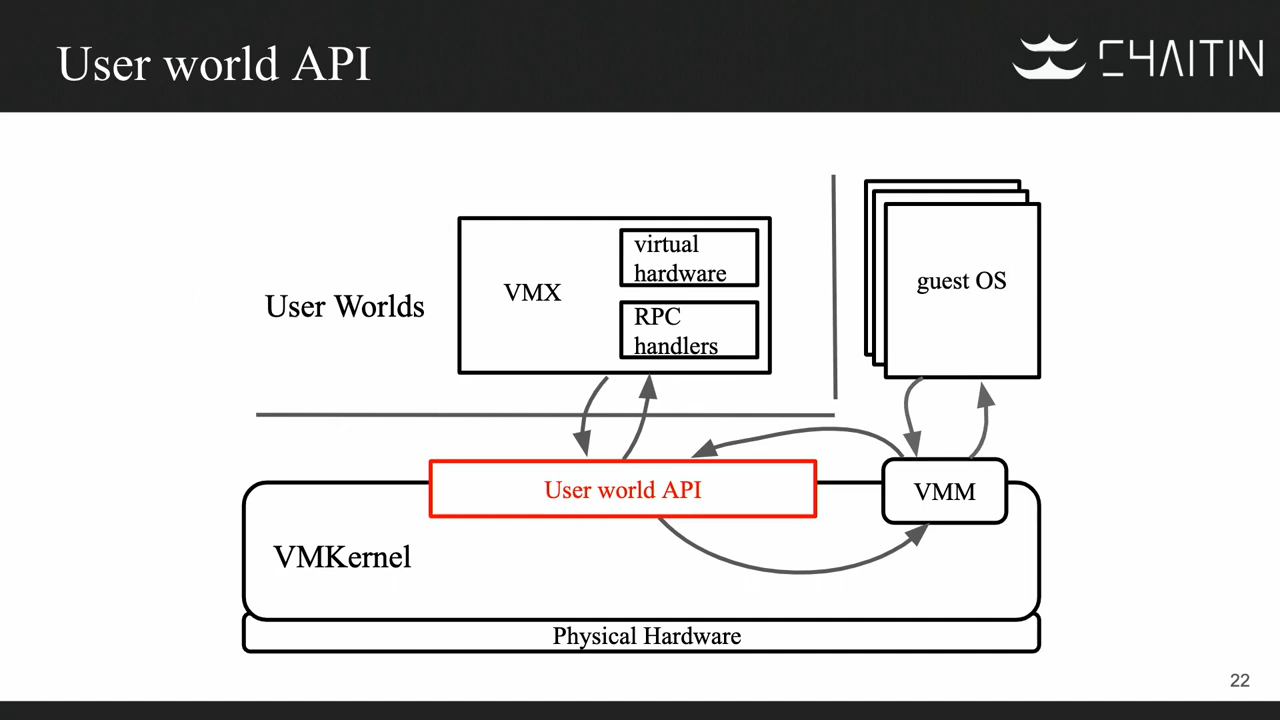 User world API
CHAITIN
virtual
hardware
VMX
RPC
handlers
User Worlds
guest OS
User world API
VMM
VMKernel
Physical Hardware
22